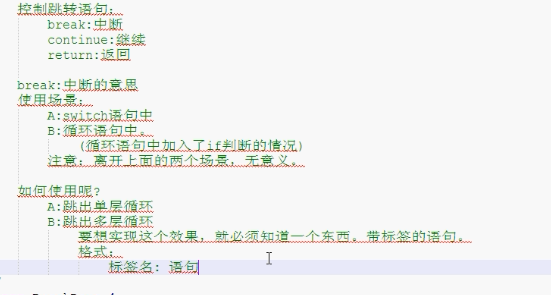 控制跳转语句：
break:中断
continue:继续
return:返回
break:中断的意思
使用场景：
A:switch语句中
B:循环语句中。
(循环语句中加入了if判断的情况)
注意：离开上面的两个场景，无意义。
如何使用呢?
A:跳出单层循环
B:跳出多层循环
要想实现这个效果，就必须知道一个东西。带标签的语句。
格式：
标签名: 语句